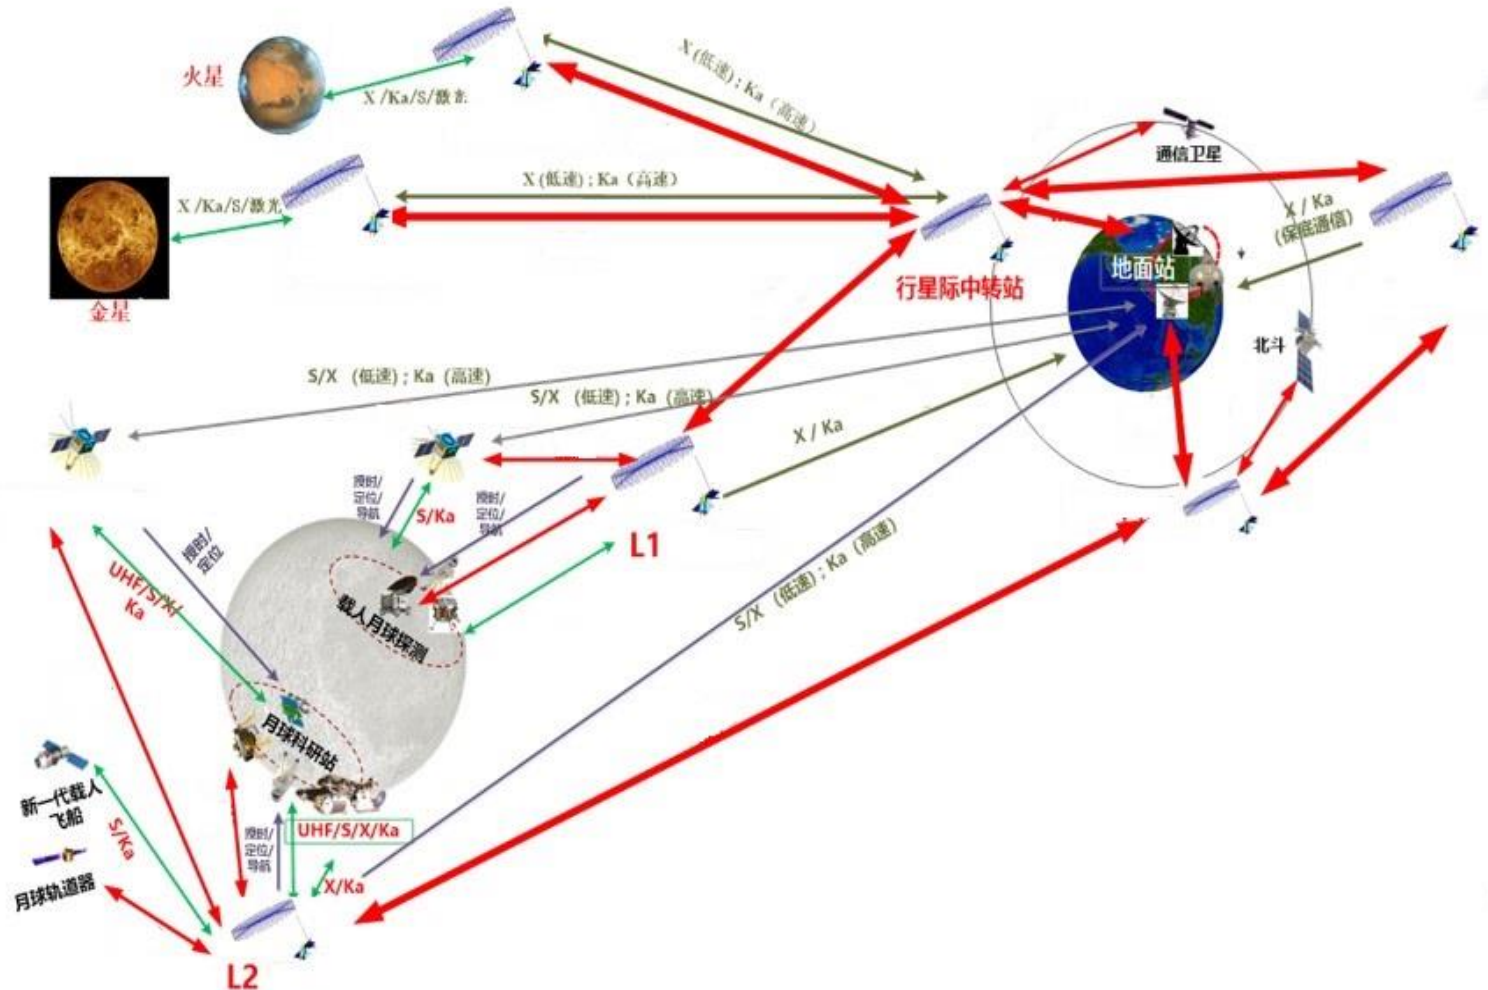 火星
X /Ka/S/激光
X (低速) ; Ka（高速）
金星
X /Ka/S/激光
X (低速) ; Ka（高速）
通信卫星
行星际中转站
地面站
X / Ka
(保底通信)
北斗
S/X （低速) ; Ka (高速)
S/X （低速) ; Ka (高速)
X / Ka
授时/
定位/
导航
S/Ka
授时/
定位/
导航
L1
授时/
定位
UHF/S/X/
Ka
载人月球探测
S/X （低速) ; Ka (高速)
月球科研站
新一代载人
飞船
S/Ka
月球轨道器
授时/
定位/
导航
UHF/S/X/Ka
X/Ka
L2